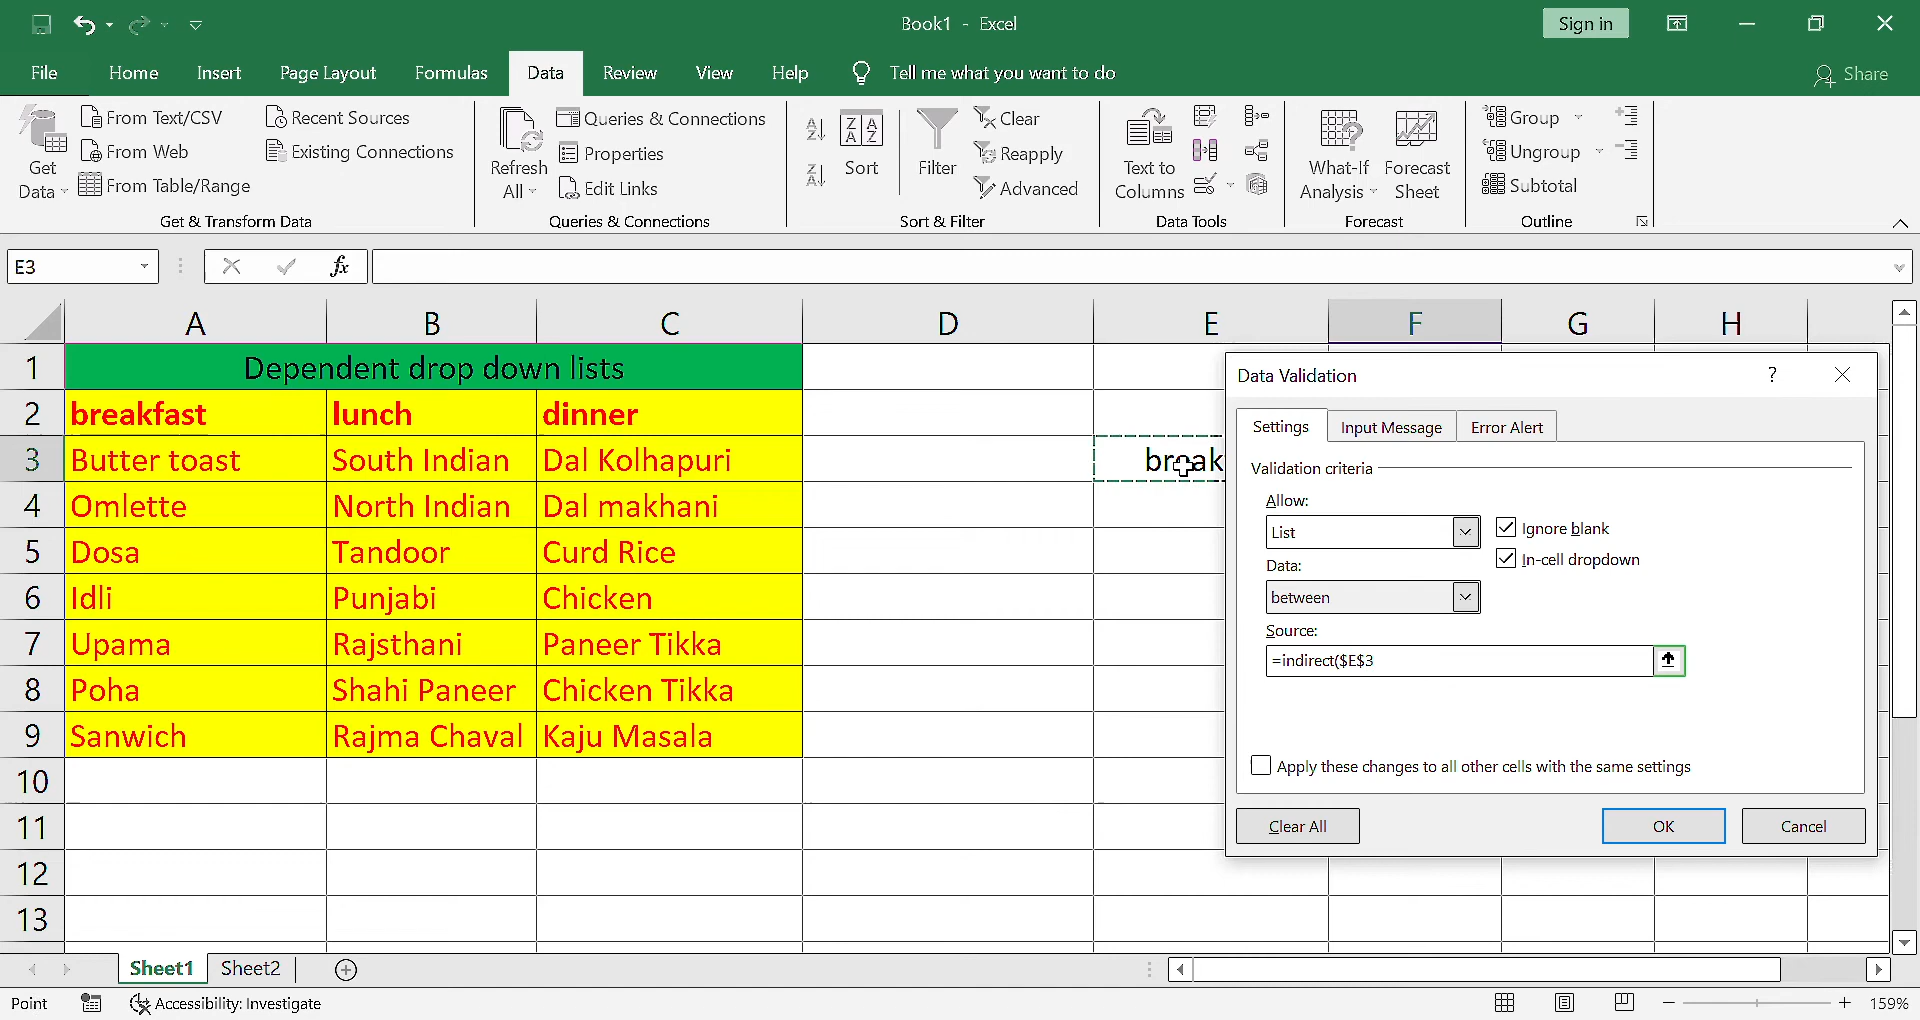 Book1 - Excel
Sign in
File Home Insert Page Layout Formulas Data Review View Help Tell me what you want to do Share
Get Data
From Text/CSV
From Web
From Table/Range
Recent Sources
Existing Connections
Get & Transform Data
Refresh All
Queries & Connections
Properties
Edit Links
Queries & Connections
Sort
Filter
Clear
Reapply
Advanced
Sort & Filter
Text to Columns
Data Tools
What-If Analysis
Forecast Sheet
Forecast
Group
Ungroup
Subtotal
Outline
E3
fx
A B C D E F G H
1 Dependent drop down lists
2 breakfast lunch dinner
3 Butter toast South Indian Dal Kolhapuri break
4 Omlette North Indian Dal makhani
5 Dosa Tandoor Curd Rice
6 Idli Punjabi Chicken
7 Upama Rajsthani Paneer Tikka
8 Poha Shahi Paneer Chicken Tikka
9 Sanwich Rajma Chaval Kaju Masala
10
11
12
13
Data Validation ?
Settings Input Message Error Alert
Validation criteria
Allow:
List
Ignore blank
In-cell dropdown
Data:
between
Source:
=indirect($E$3
Apply these changes to all other cells with the same settings
Clear All OK Cancel
Sheet1 Sheet2
Point Accessibility: Investigate 159%